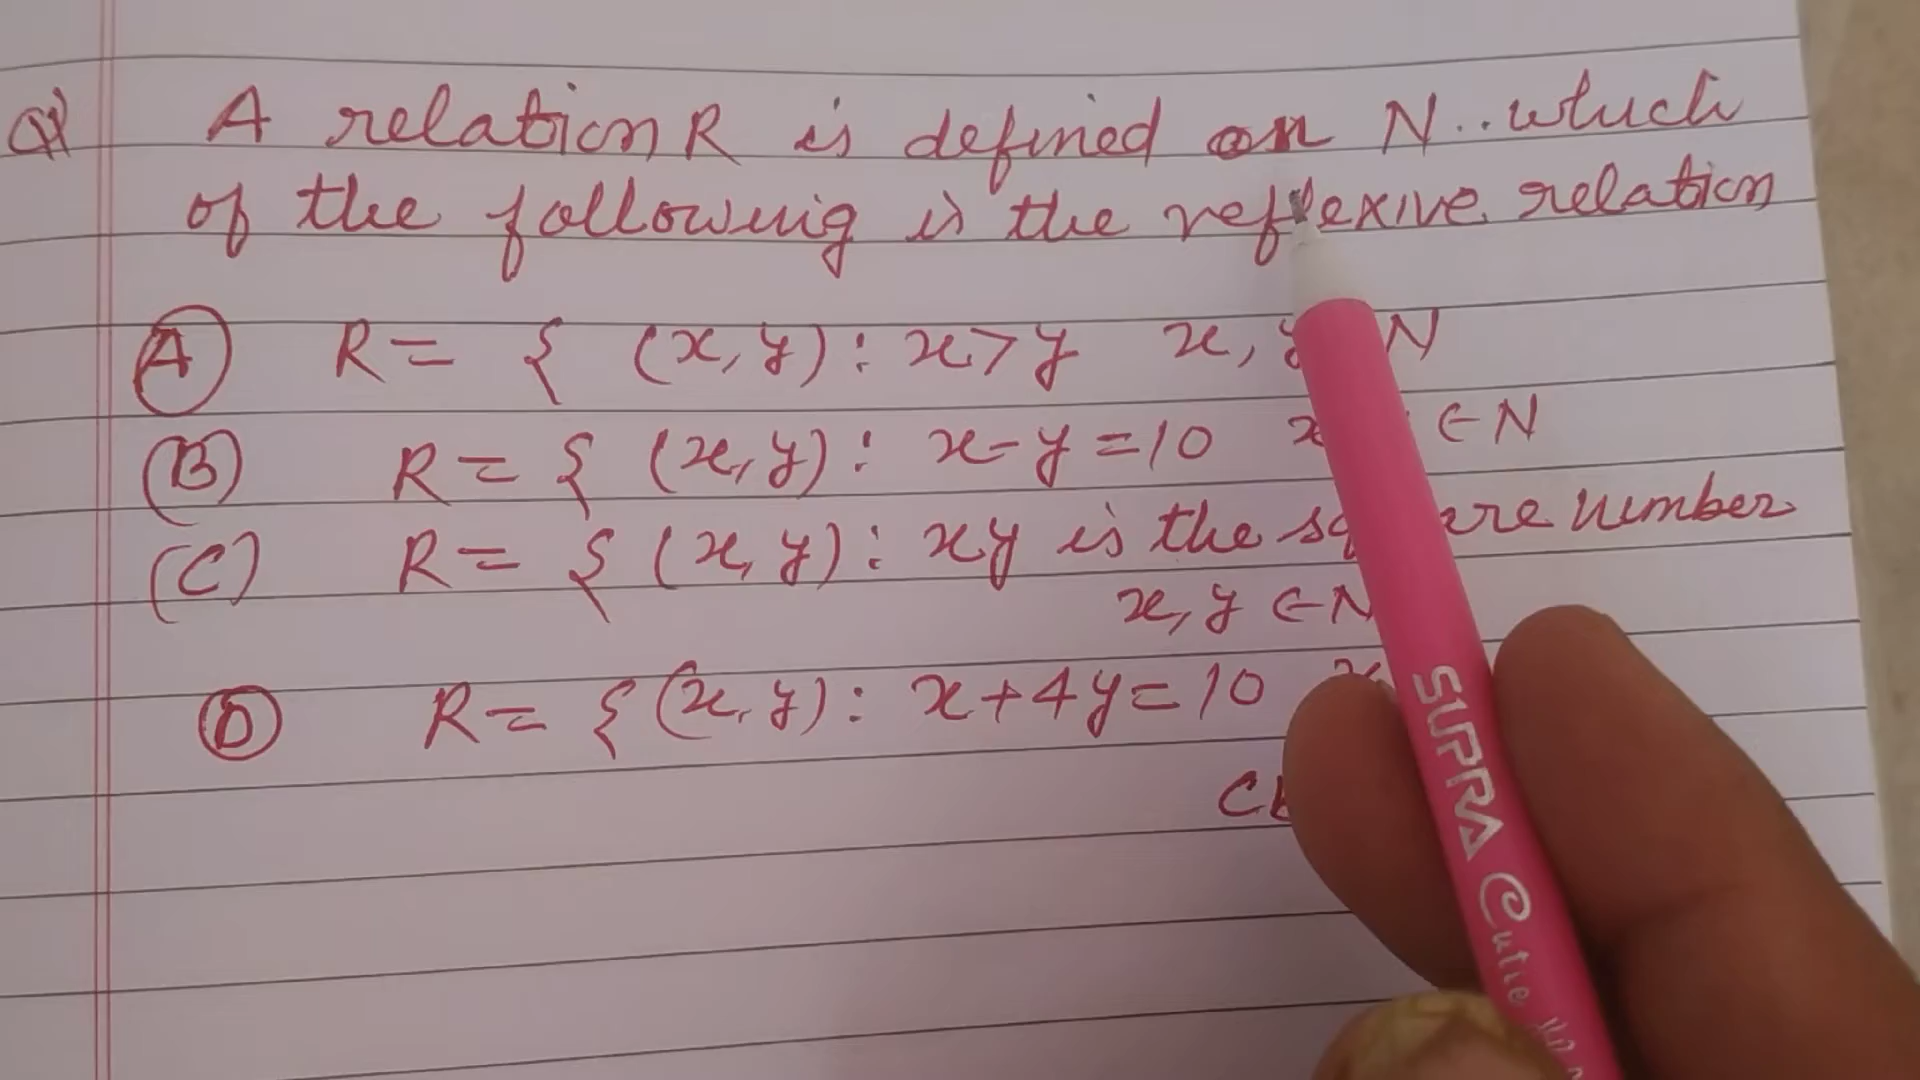 Q) A relation R is defined on N.. which
of the following is the reflexive relation
(A) R = { (x, y) : x > y x, y N
(B) R = { (x, y) : x - y = 10 x ∈ N
(C) R = { (x, y) : xy is the square number
x, y ∈ N
(D) R = { (x, y) : x + 4y = 10 x
SUPRA Cutie